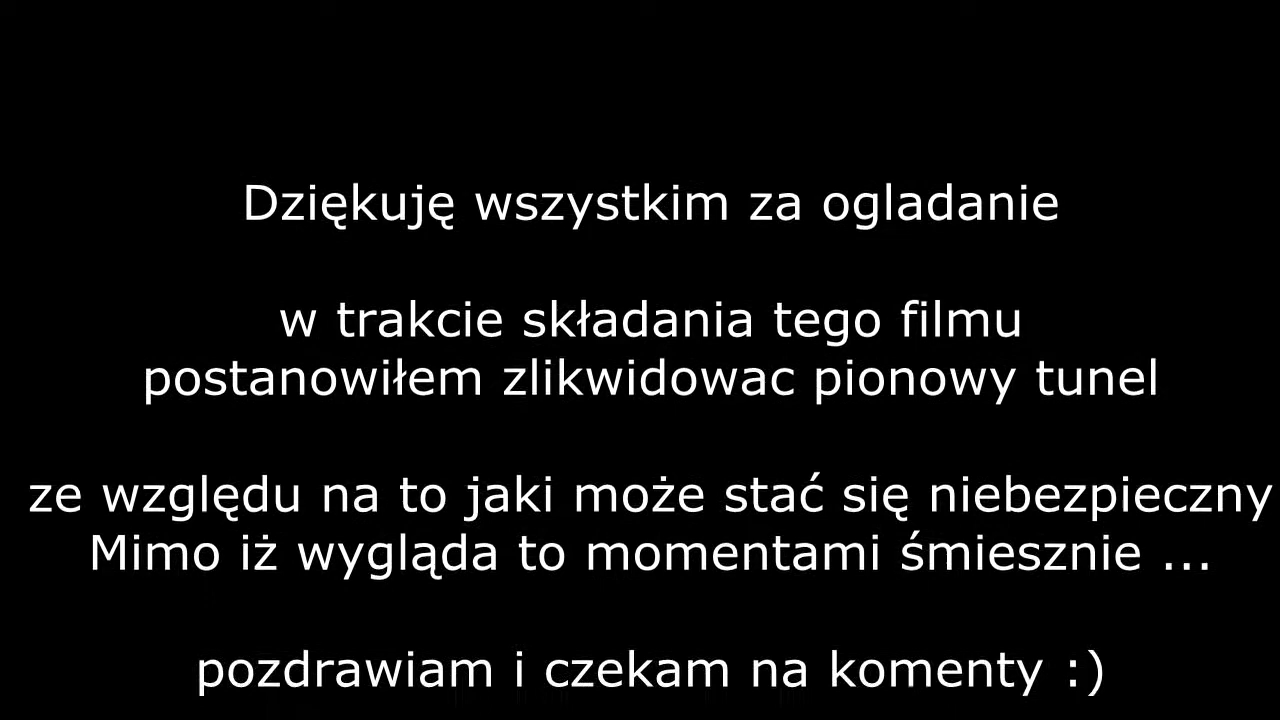 Dziękuję wszystkim za ogladanie
w trakcie składania tego filmu
postanowiłem zlikwidowac pionowy tunel
ze względu na to jaki może stać się niebezpieczny
Mimo iż wygląda to momentami śmiesznie ...
pozdrawiam i czekam na komenty :)